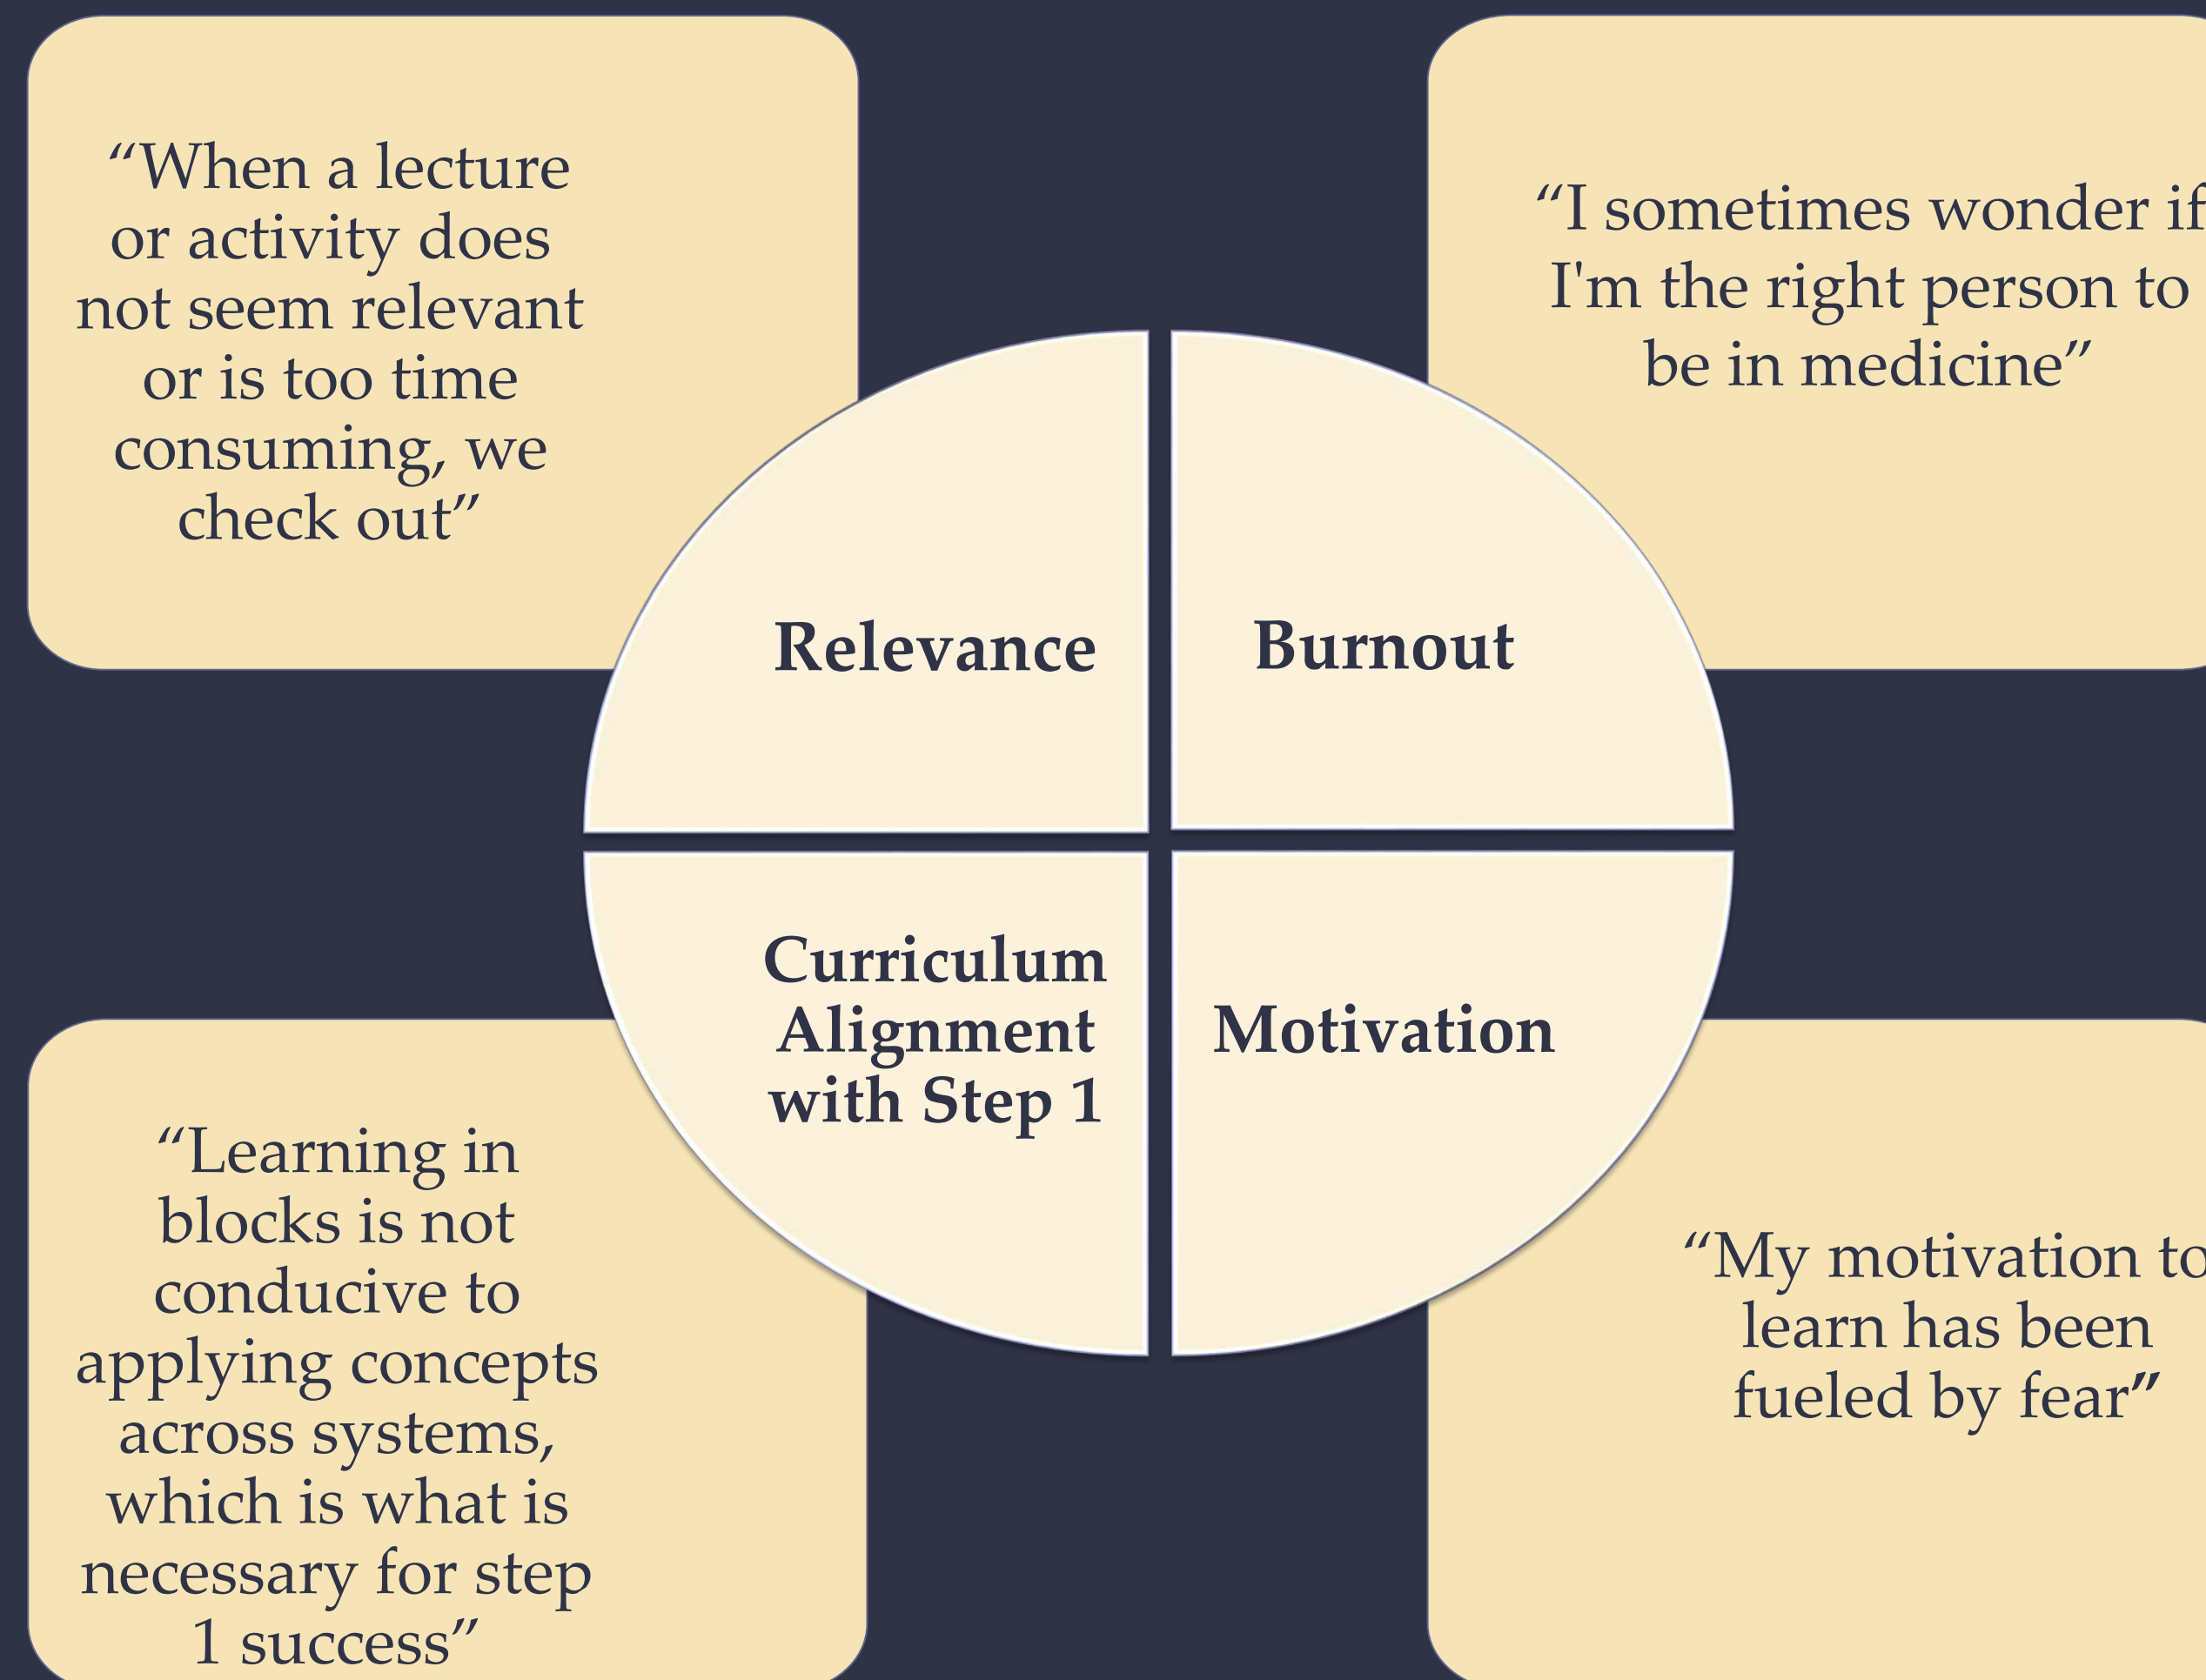 “When a lecture
or activity does
not seem relevant
or is too time
consuming, we
check out”
“I sometimes wonder if
I'm the right person to
be in medicine”
Relevance
Burnout
Curriculum
Alignment
with Step 1
Motivation
“Learning in
blocks is not
conducive to
applying concepts
across systems,
which is what is
necessary for step
1 success”
“My motivation to
learn has been
fueled by fear”